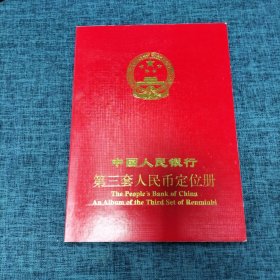 中国人民银行
第三套人民币定位册
The People's Bank of China
An Album of the Third Set of Renminbi